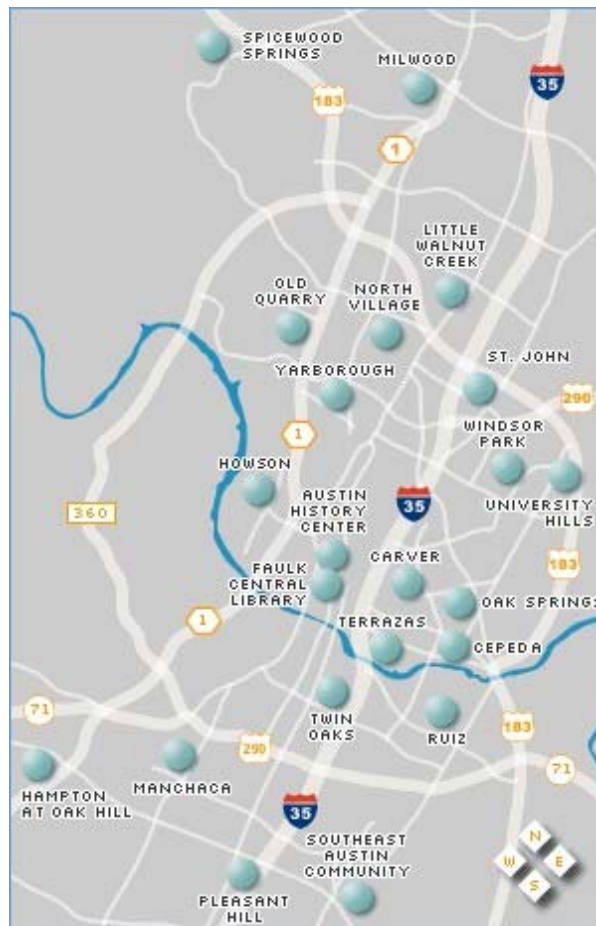 SPICEWOOD
SPRINGS
MILWOOD
35
183
1
LITTLE
WALNUT
CREEK
OLD
QUARRY
NORTH
VILLAGE
YARBOROUGH
ST. JOHN
290
WINDSOR
PARK
1
HOWSON
UNIVERSITY
HILLS
AUSTIN
HISTORY
CENTER
35
360
CARVER
183
FAULK
CENTRAL
LIBRARY
OAK SPRINGS
1
TERRAZAS
CEPEDA
71
TWIN
OAKS
RUIZ
183
290
71
HAMPTON
AT OAK HILL
MANCHACA
35
SOUTHEAST
AUSTIN
COMMUNITY
PLEASANT
HILL
N
W
E
S